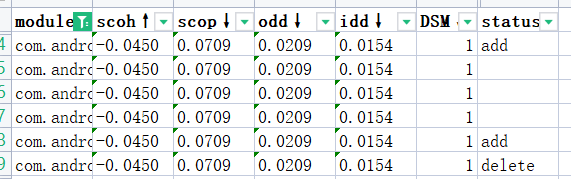 module scoh↑ scop↓ odd↓ idd↓ DSM status
4 com.andro -0.0450 0.0709 0.0209 0.0154 1 add
5 com.andro -0.0450 0.0709 0.0209 0.0154 1
com.andro -0.0450 0.0709 0.0209 0.0154 1
7 com.andro -0.0450 0.0709 0.0209 0.0154 1
com.andro -0.0450 0.0709 0.0209 0.0154 1 add
9 com.andro -0.0450 0.0709 0.0209 0.0154 1 delete